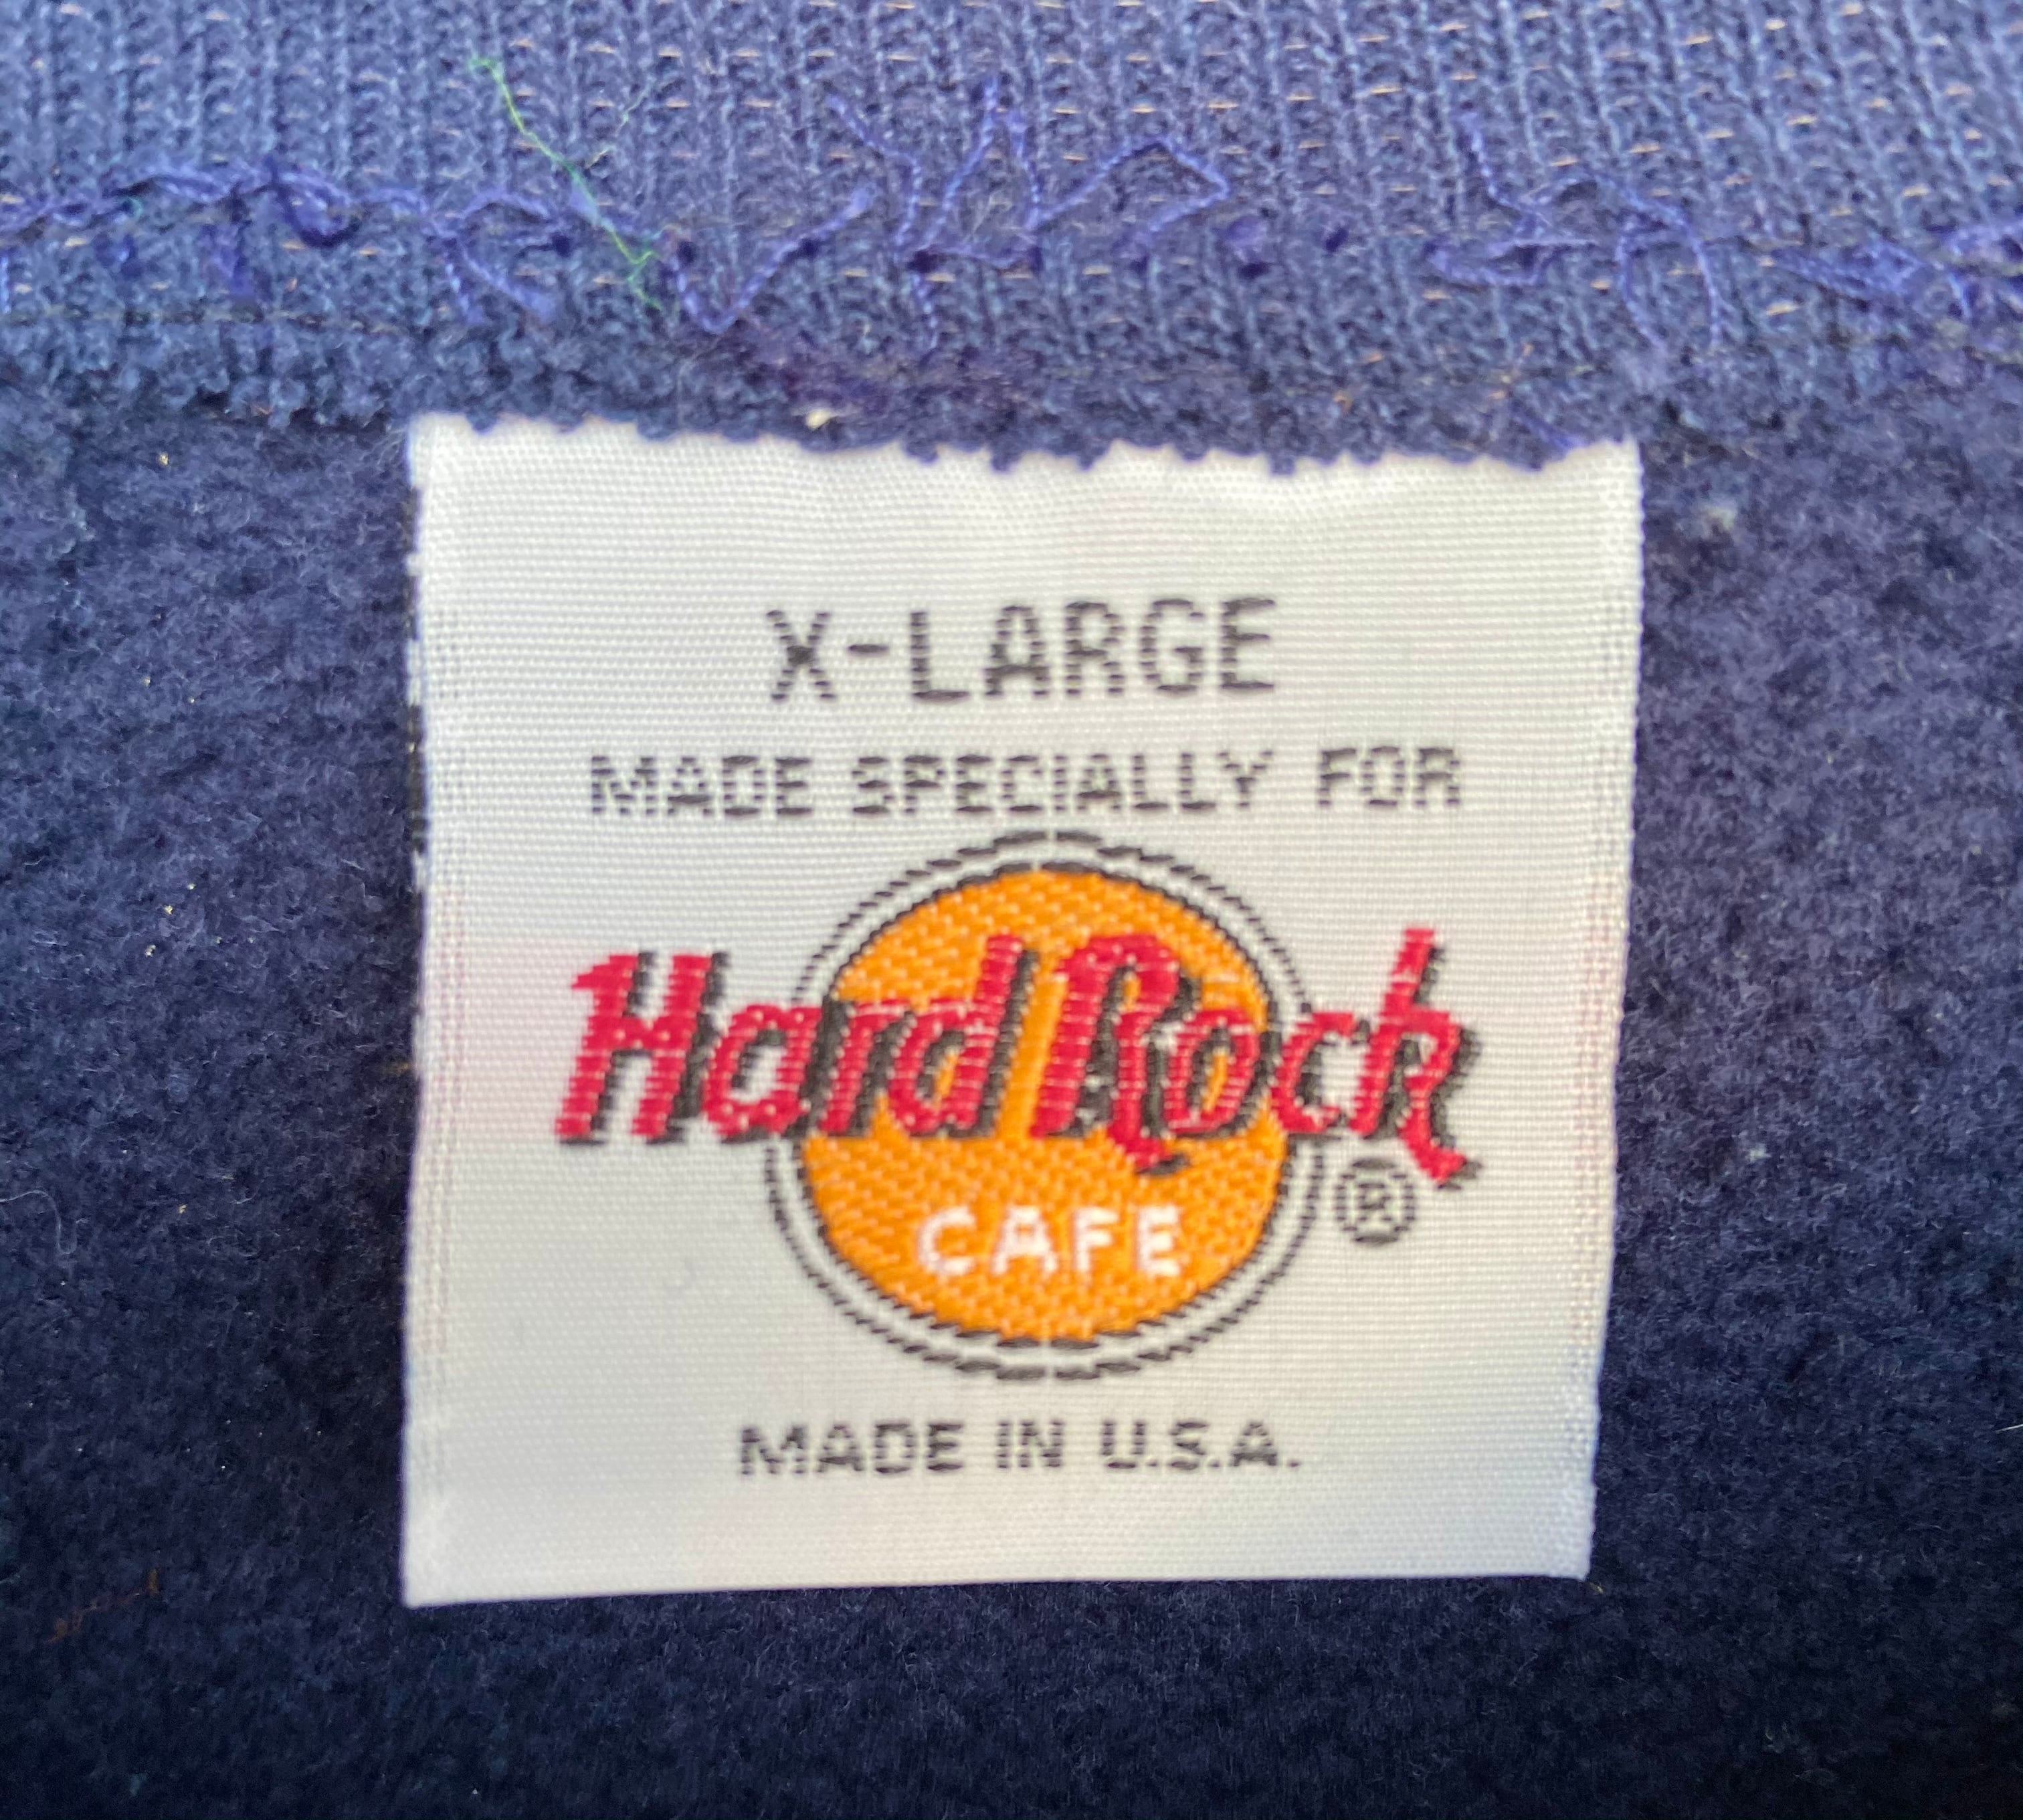 X-LARGE
MADE SPECIALLY FOR
Hard Rock
CAFE
®
MADE IN U.S.A.